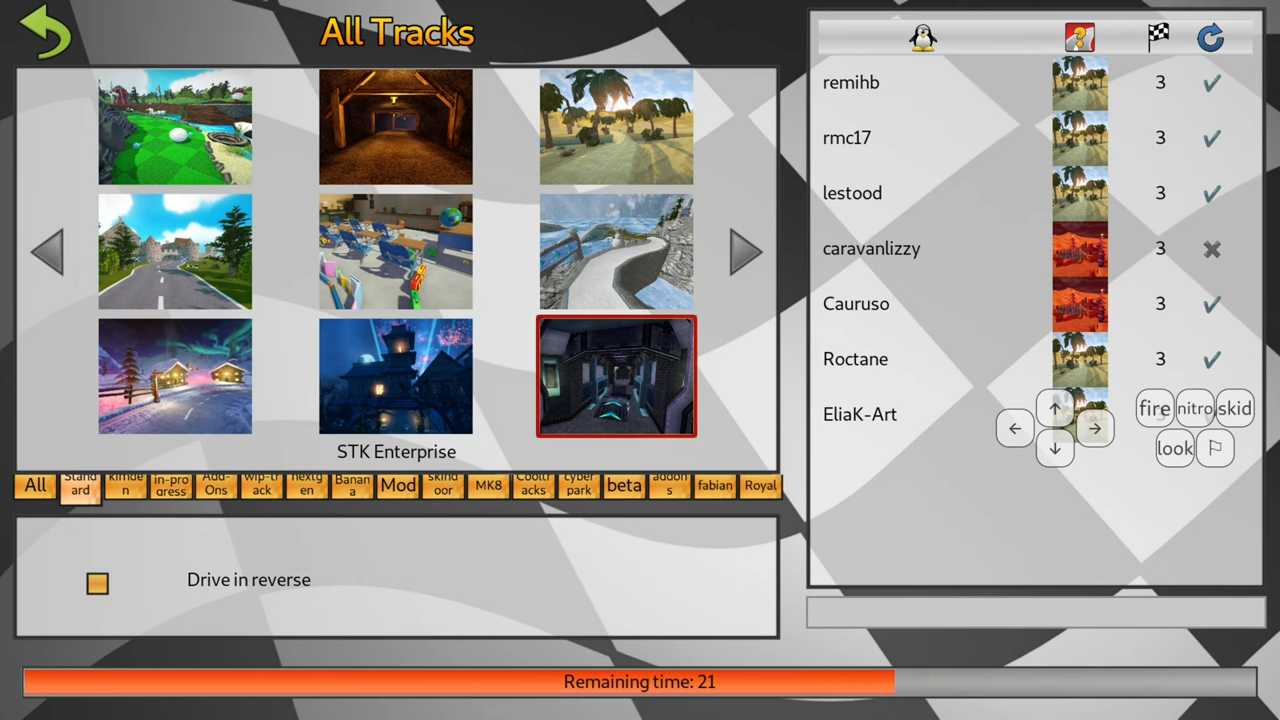 All Tracks
STK Enterprise
All
Stand
ard
kimde
n
in-pro
gress
Add-
Ons
wip-tr
ack
nextg
en
Banan
a
Mod
skind
oor
MK8
Cooltr
acks
cyber
park
beta
addon
s
fabian
Royal
Drive in reverse
Remaining time: 21
remihb 3
rmc17 3
lestood 3
caravanlizzy 3
Cauruso 3
Roctane 3
EliaK-Art
fire nitro skid
look